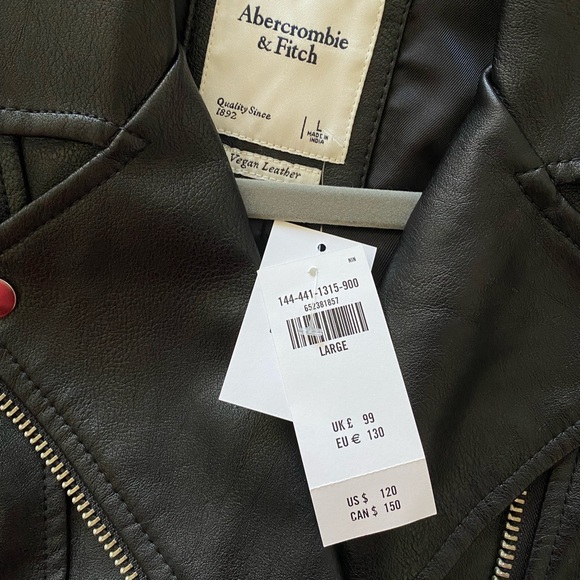 Abercrombie
& Fitch
Quality Since
1892
L
MADE IN
INDIA
Vegan Leather
144-441-1315-900
652381857
LARGE
UK £ 99
EU € 130
US $ 120
CAN $ 150